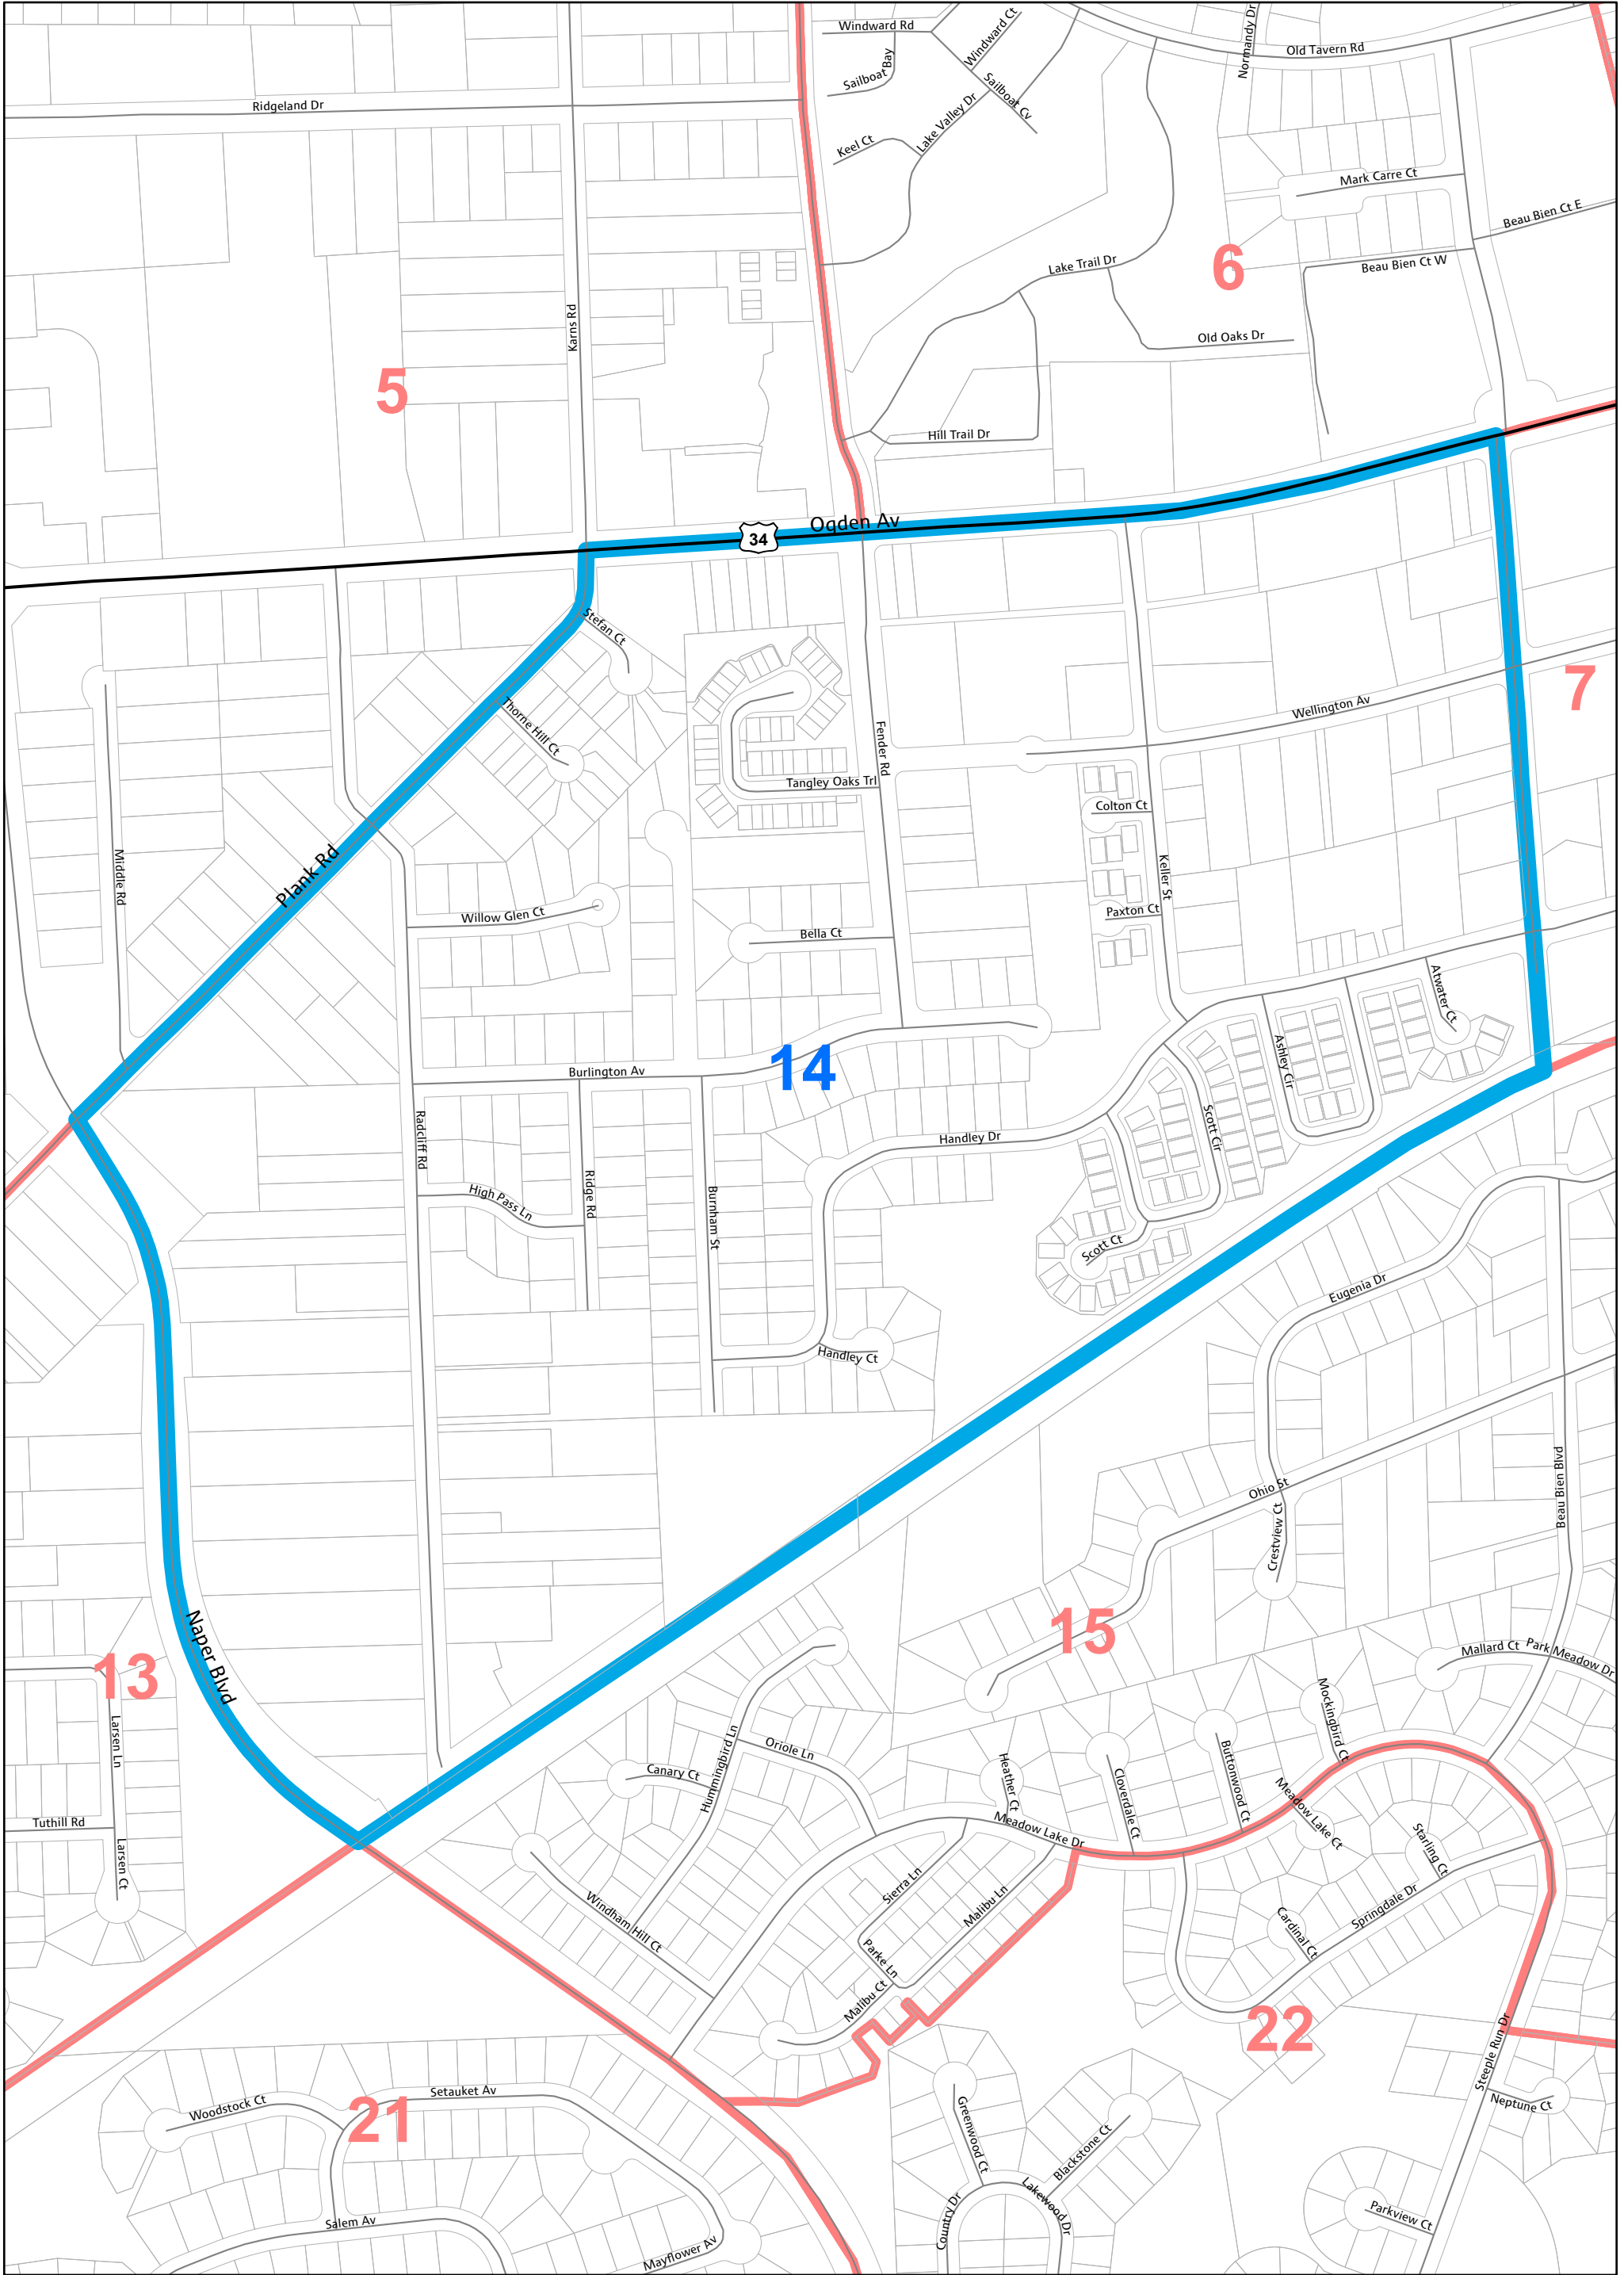 Windward Rd
Windward Ct
Normandy Dr
Old Tavern Rd
Sailboat Bay
Sailboat Cv
Ridgeland Dr
Lake Valley Dr
Keel Ct
Mark Carre Ct
Beau Bien Ct E
6
Lake Trail Dr
Beau Bien Ct W
Karns Rd
Old Oaks Dr
5
Hill Trail Dr
Ogden Av
34
Stefan Ct
7
Thorne Hill Ct
Wellington Av
Fender Rd
Tangley Oaks Trl
Colton Ct
Plank Rd
Middle Rd
Keller St
Willow Glen Ct
Paxton Ct
Bella Ct
Atwater Ct
14
Burlington Av
Ashley Cir
Radcliff Rd
Scott Cir
Handley Dr
High Pass Ln
Ridge Rd
Burnham St
Scott Ct
Eugenia Dr
Handley Ct
Ohio St
Beau Bien Blvd
Crestview Ct
15
Naper Blvd
13
Mallard Ct
Park Meadow Dr
Larsen Ln
Mockingbird Ct
Oriole Ln
Hummingbird Ln
Canary Ct
Heather Ct
Cloverdale Ct
Buttonwood Ct
Meadow Lake Ct
Tuthill Rd
Meadow Lake Dr
Larsen Ct
Starling Ct
Sierra Ln
Malibu Ln
Springdale Dr
Windham Hill Ct
Cardinal Ct
Parke Ln
Malibu Ct
22
Steeple Run Dr
Setauket Av
Woodstock Ct
21
Neptune Ct
Greenwood Ct
Blackstone Ct
Lakewood Dr
Country Dr
Parkview Ct
Salem Av
Mayflower Av